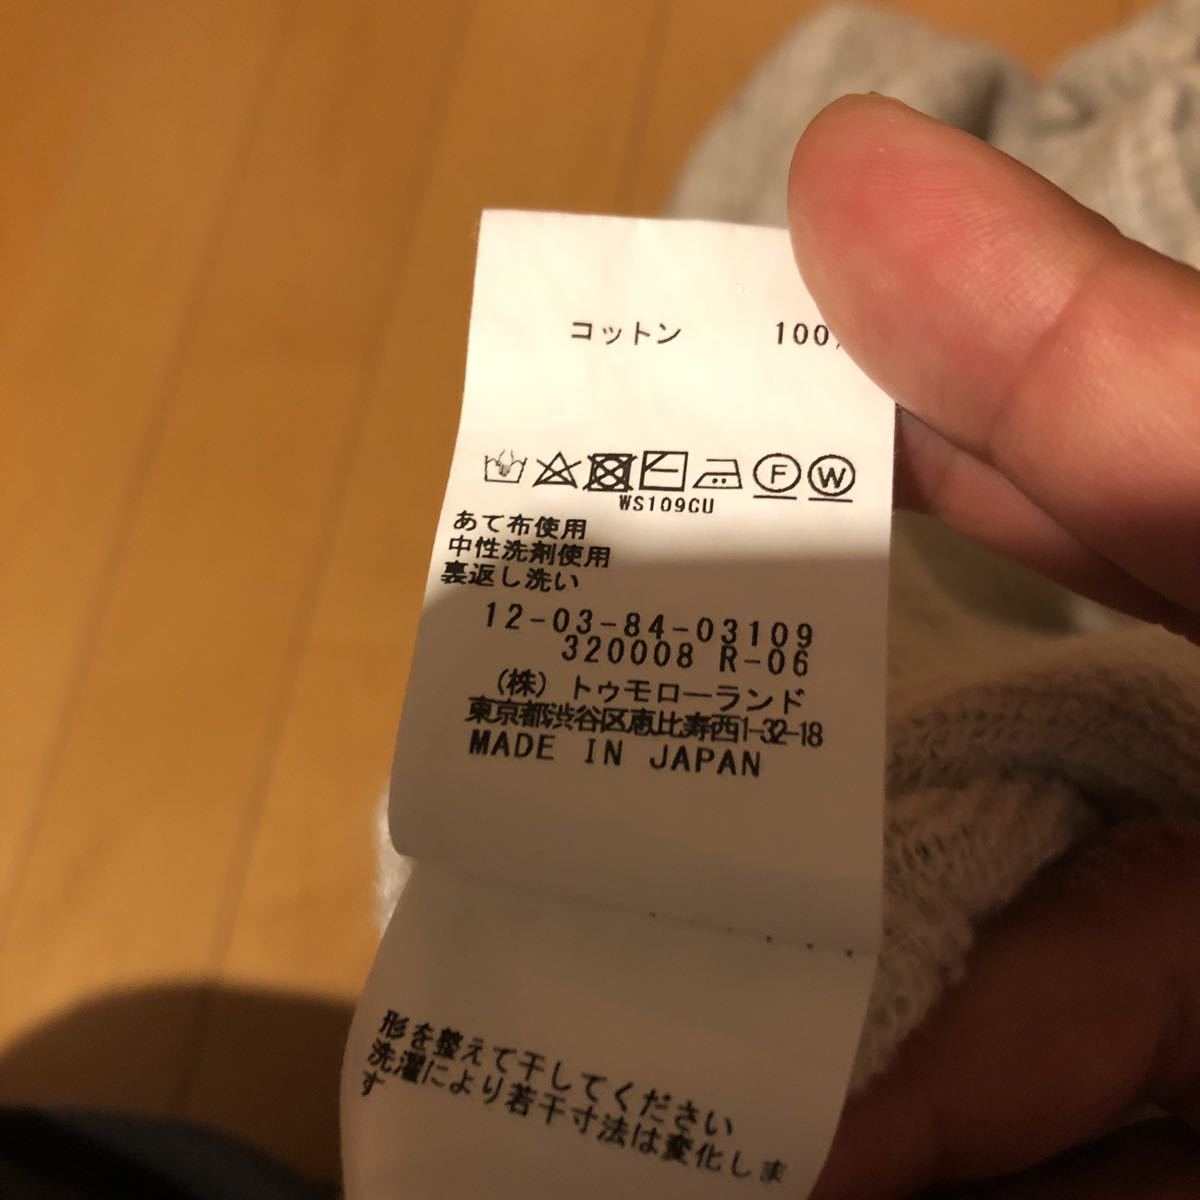 コットン 100
F W
WS109CU
あて布使用
中性洗剤使用
裏返し洗い
12-03-84-03109
320008 R-06
(株)トゥモローランド
東京都渋谷区恵比寿西1-32-18
MADE IN JAPAN
形を整えて干してください
洗濯により若干寸法は変化しま
す